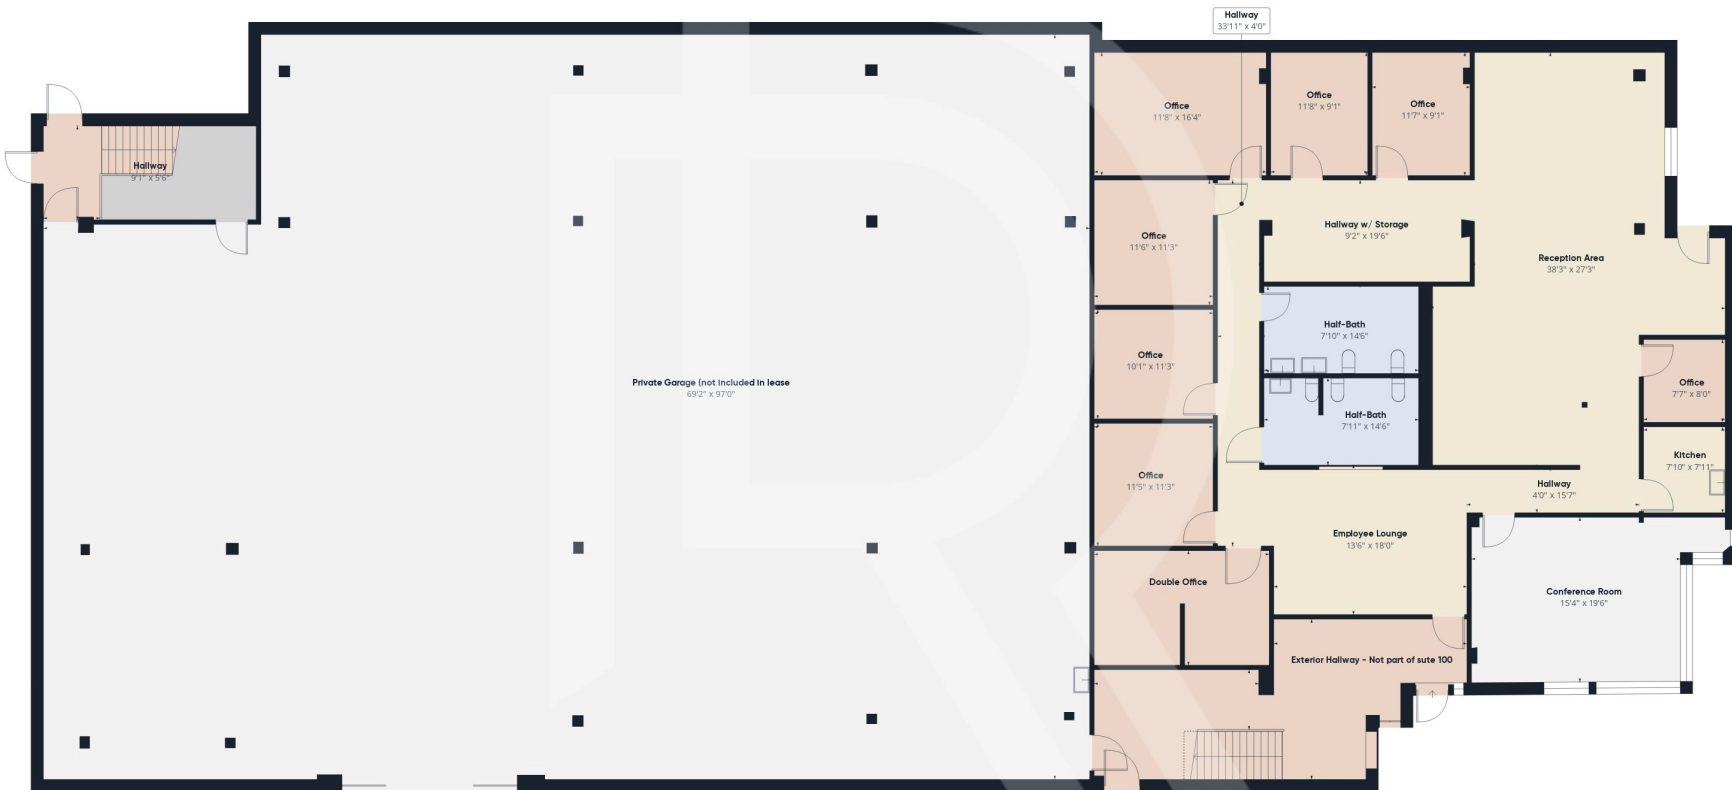 Hallway
33'11" x 4'0"
Office
11'8" x 16'4"
Office
11'8" x 9'1"
Office
11'7" x 9'1"
Hallway
9'1" x 5'6"
Office
11'6" x 11'3"
Hallway w/ Storage
9'2" x 19'6"
Reception Area
38'3" x 27'3"
Half-Bath
7'10" x 14'6"
Office
10'1" x 11'3"
Private Garage (not included in lease
69'2" x 97'0"
Office
7'7" x 8'0"
Half-Bath
7'11" x 14'6"
Kitchen
7'10" x 7'11"
Office
11'5" x 11'3"
Hallway
4'0" x 15'7"
Employee Lounge
13'6" x 18'0"
Double Office
Conference Room
15'4" x 19'6"
Exterior Hallway - Not part of sute 100